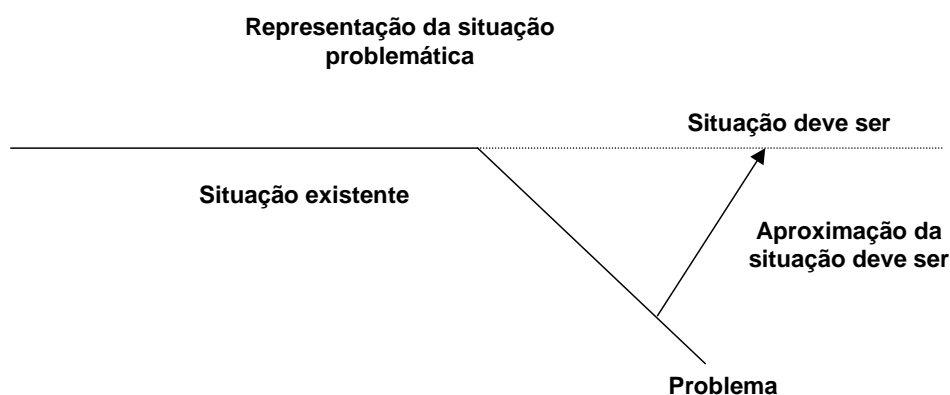 Representação da situação
problemática
Situação deve ser
Situação existente
Aproximação da
situação deve ser
Problema